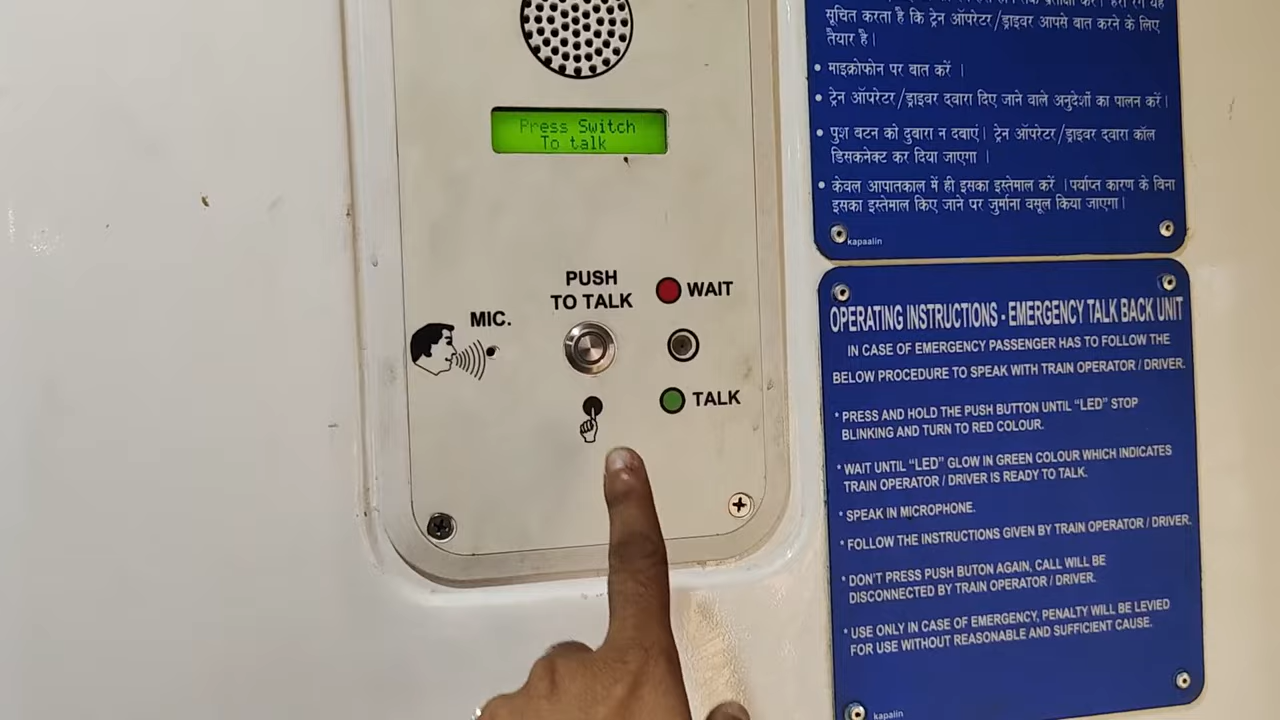 Press Switch
To talk
PUSH
TO TALK
WAIT
MIC.
TALK
सूचित करता है कि ट्रेन ऑपरेटर/ड्राइवर आपसे बात करने के लिए
तैयार है।
• माइक्रोफोन पर बात करें ।
• ट्रेन ऑपरेटर/ड्राइवर दवारा दिए जाने वाले अनुदेशों का पालन करें।
• पुश बटन को दुबारा न दबाएं। ट्रेन ऑपरेटर/ड्राइवर दवारा कॉल
डिसकनेक्ट कर दिया जाएगा ।
• केवल आपातकाल में ही इसका इस्तेमाल करें ।पर्याप्त कारण के बिना
इसका इस्तेमाल किए जाने पर जुर्माना वसूल किया जाएगा।
kapaalin
OPERATING INSTRUCTIONS - EMERGENCY TALK BACK UNIT
IN CASE OF EMERGENCY PASSENGER HAS TO FOLLOW THE
BELOW PROCEDURE TO SPEAK WITH TRAIN OPERATOR / DRIVER.
* PRESS AND HOLD THE PUSH BUTTON UNTIL “LED” STOP
BLINKING AND TURN TO RED COLOUR.
* WAIT UNTIL “LED” GLOW IN GREEN COLOUR WHICH INDICATES
TRAIN OPERATOR / DRIVER IS READY TO TALK.
* SPEAK IN MICROPHONE.
* FOLLOW THE INSTRUCTIONS GIVEN BY TRAIN OPERATOR / DRIVER.
* DON'T PRESS PUSH BUTON AGAIN, CALL WILL BE
DISCONNECTED BY TRAIN OPERATOR / DRIVER.
* USE ONLY IN CASE OF EMERGENCY, PENALTY WILL BE LEVIED
FOR USE WITHOUT REASONABLE AND SUFFICIENT CAUSE.
kapalin